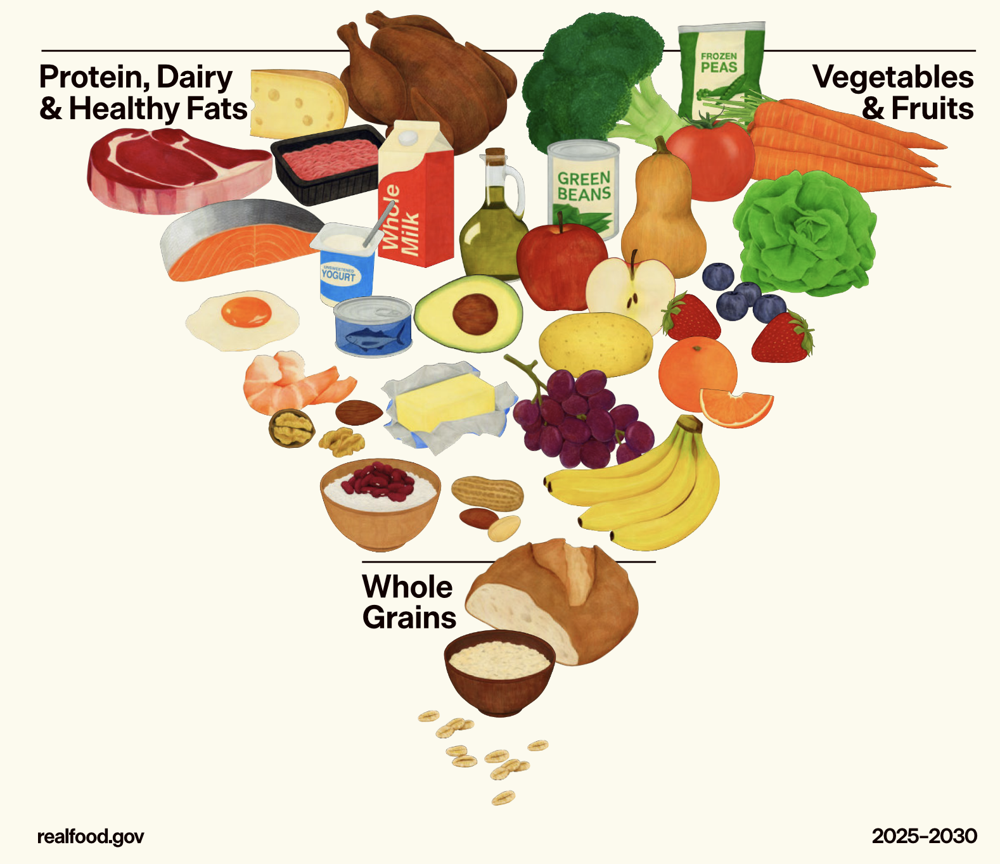 Protein, Dairy
& Healthy Fats
Vegetables
& Fruits
FROZEN
PEAS
GREEN
BEANS
Whole
Milk
UNSWEETENED
YOGURT
Whole
Grains
realfood.gov
2025–2030